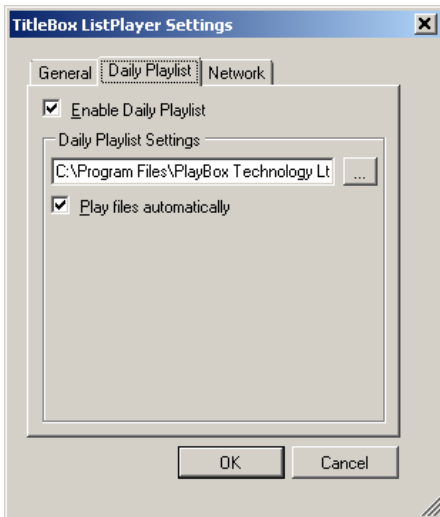 TitleBox ListPlayer Settings
General Daily Playlist Network
Enable Daily Playlist
Daily Playlist Settings
C:\Program Files\PlayBox Technology Lt ...
Play files automatically
OK Cancel